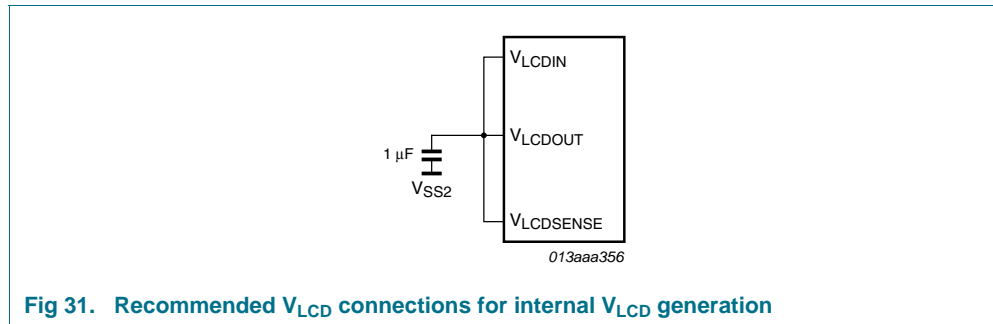 VLCDIN
VLCDOUT
1 μF
VSS2
VLCDSENSE
013aaa356
Fig 31. Recommended VLCD connections for internal VLCD generation